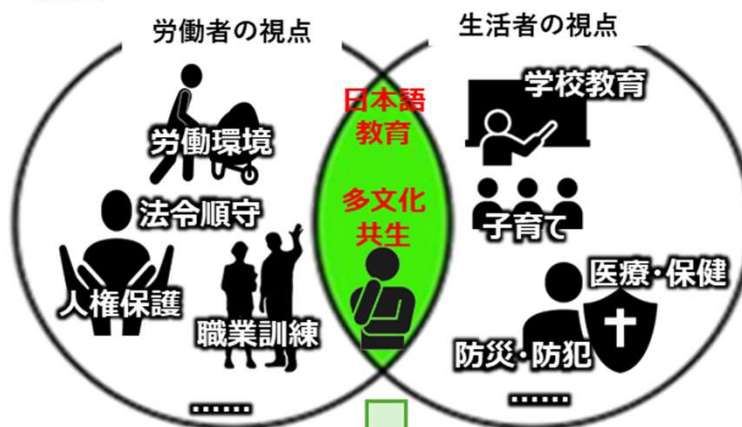 労働者の視点
生活者の視点
労働環境
法令順守
人権保護
職業訓練
……
日本語
教育
多文化
共生
学校教育
子育て
医療・保健
防災・防犯
……